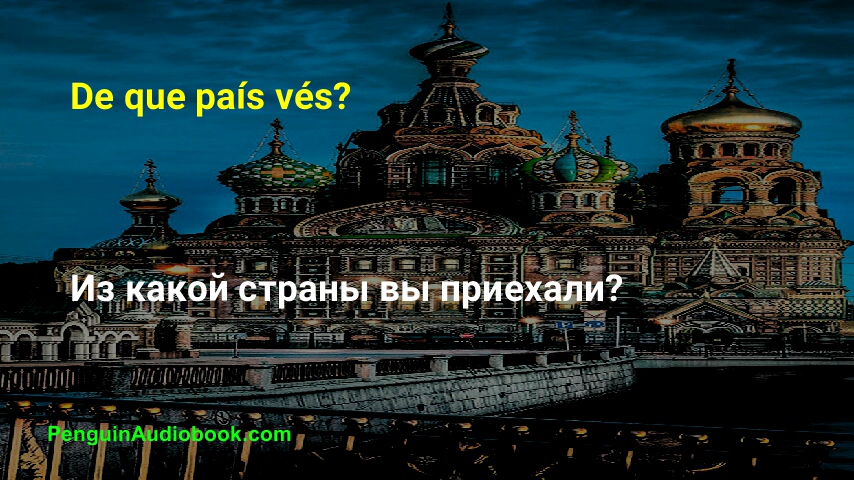 De que país vés?
Из какой страны вы приехали?
PenguinAudiobook.com